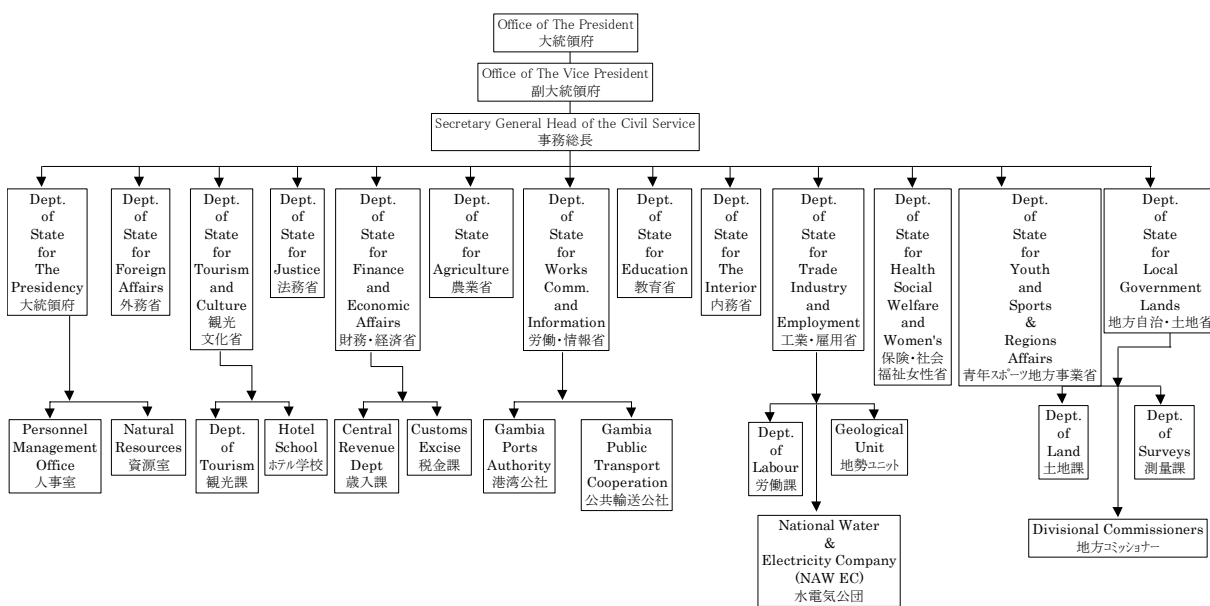 Office of The President
大統領府
Office of The Vice President
副大統領府
Secretary General Head of the Civil Service
事務総長
Dept.
of
State
for
The
Presidency
大統領府
Dept.
of
State
for
Foreign
Affairs
外務省
Dept.
of
State
for
Tourism
and
Culture
観光
文化省
Dept.
of
State
for
Justice
法務省
Dept.
of
State
for
Finance
and
Economic
Affairs
財務・経済省
Dept.
of
State
for
Agriculture
農業省
Dept.
of
State
for
Works
Comm.
and
Information
労働・情報省
Dept.
of
State
for
Education
教育省
Dept.
of
State
for
The
Interior
内務省
Dept.
of
State
for
Trade
Industry
and
Employment
工業・雇用省
Dept.
of
State
for
Health
Social
Welfare
and
Women's
保険・社会
福祉女性省
Dept.
of
State
for
Youth
and
Sports
&
Regions
Affairs
青年スポーツ地方事業省
Dept.
of
State
for
Local
Government
Lands
地方自治・土地省
Personnel
Management
Office
人事室
Natural
Resources
資源室
Dept.
of
Tourism
観光課
Hotel
School
ホテル学校
Central
Revenue
Dept
歳入課
Customs
Excise
税金課
Gambia
Ports
Authority
港湾公社
Gambia
Public
Transport
Cooperation
公共輸送公社
Dept.
of
Labour
労働課
Geological
Unit
地勢ユニット
National Water
&
Electricity Company
(NAW EC)
水電気公団
Dept.
of
Land
土地課
Dept.
of
Surveys
測量課
Divisional Commissioners
地方コミッショナー